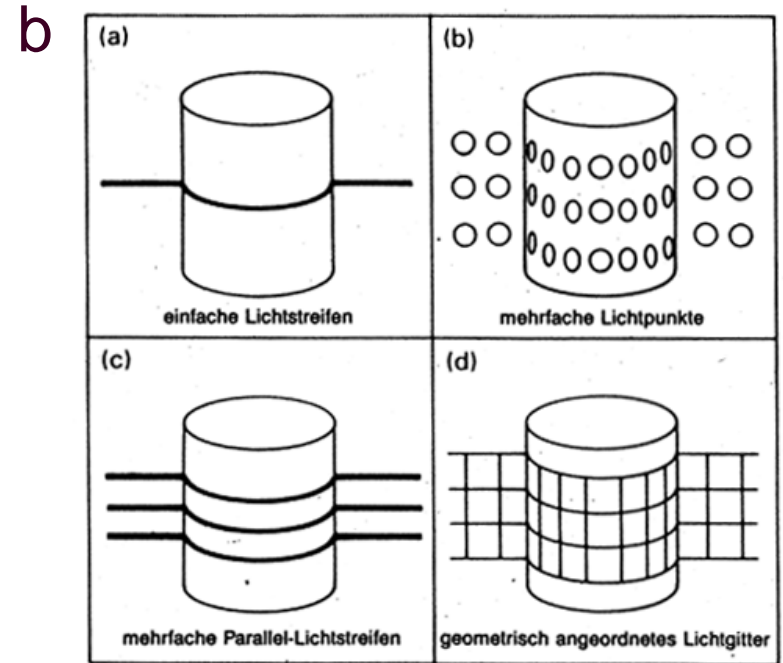 b
(a)
einfache Lichtstreifen
(b)
mehrfache Lichtpunkte
(c)
mehrfache Parallel-Lichtstreifen
(d)
geometrisch angeordnetes Lichtgitter